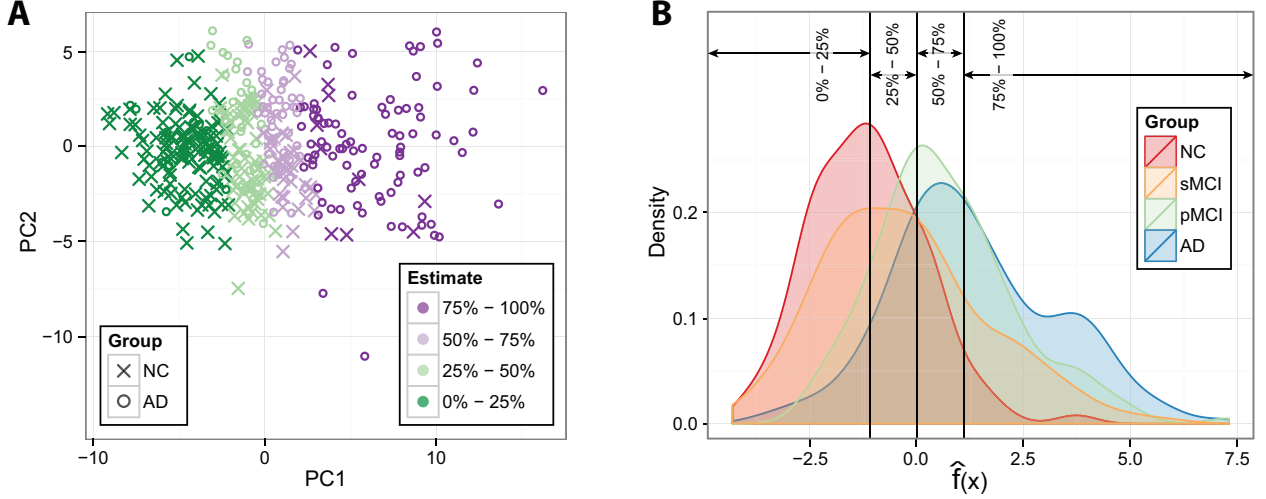 A
PC2
5
0
−5
−10
−10
0
10
PC1
Group
NC
AD
Estimate
75% − 100%
50% − 75%
25% − 50%
0% − 25%
B
Density
0.2
0.1
0.0
−2.5
0.0
2.5
5.0
7.5
f̂(x)
0% − 25%
25% − 50%
50% − 75%
75% − 100%
Group
NC
sMCI
pMCI
AD